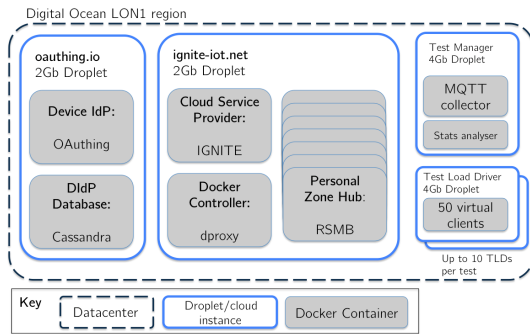 Digital Ocean LON1 region
oauthing.io
2Gb Droplet
Device IdP:
OAuthing
DIdP
Database:
Cassandra
ignite-iot.net
2Gb Droplet
Cloud Service
Provider:
IGNITE
Docker
Controller:
dproxy
Personal
Zone Hub:
RSMB
Test Manager
4Gb Droplet
MQTT
collector
Stats analyser
Test Load Driver
4Gb Droplet
50 virtual
clients
Up to 10 TLDs
per test
Key
Datacenter
Droplet/cloud
instance
Docker Container